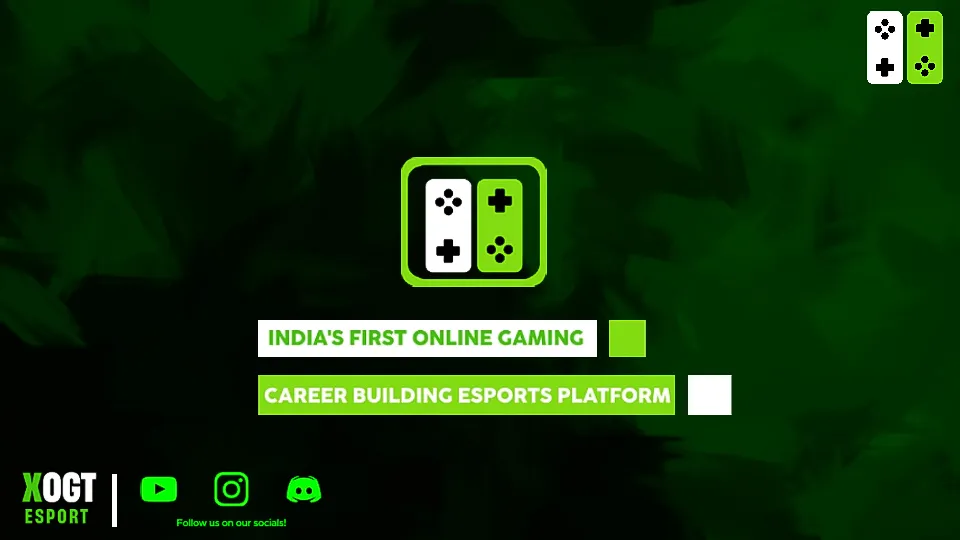 INDIA'S FIRST ONLINE GAMING
CAREER BUILDING ESPORTS PLATFORM
XOGT
ESPORT
Follow us on our socials!